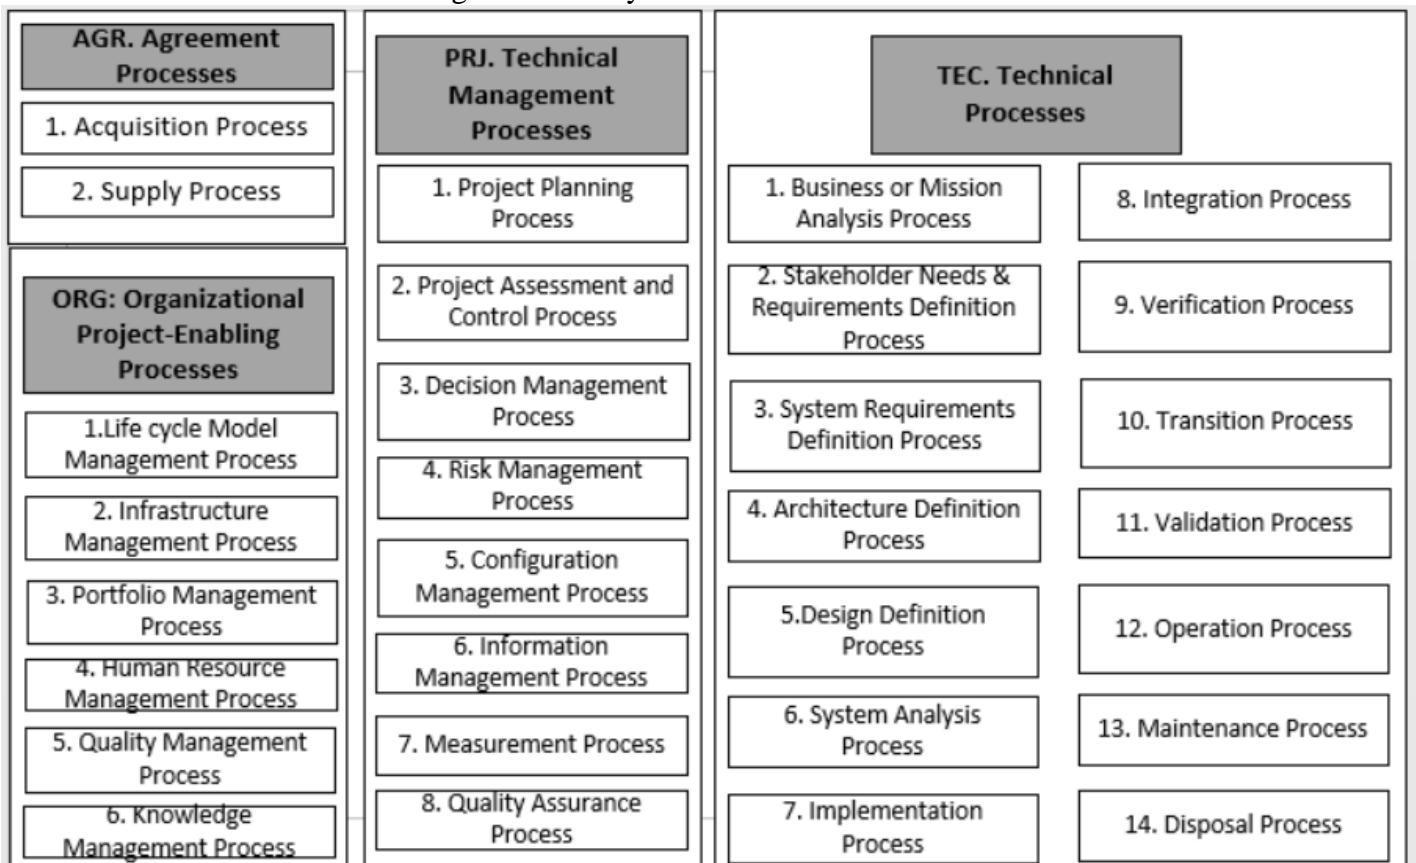 AGR. Agreement
Processes
1. Acquisition Process
2. Supply Process
ORG: Organizational
Project-Enabling
Processes
1.Life cycle Model
Management Process
2. Infrastructure
Management Process
3. Portfolio Management
Process
4. Human Resource
Management Process
5. Quality Management
Process
6. Knowledge
Management Process
PRJ. Technical
Management
Processes
1. Project Planning
Process
2. Project Assessment and
Control Process
3. Decision Management
Process
4. Risk Management
Process
5. Configuration
Management Process
6. Information
Management Process
7. Measurement Process
8. Quality Assurance
Process
TEC. Technical
Processes
1. Business or Mission
Analysis Process
2. Stakeholder Needs &
Requirements Definition
Process
3. System Requirements
Definition Process
4. Architecture Definition
Process
5.Design Definition
Process
6. System Analysis
Process
7. Implementation
Process
8. Integration Process
9. Verification Process
10. Transition Process
11. Validation Process
12. Operation Process
13. Maintenance Process
14. Disposal Process